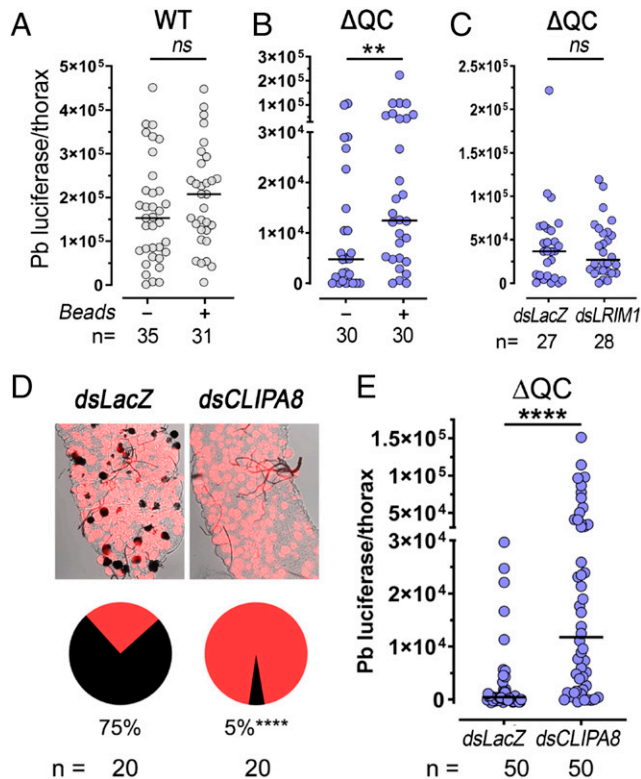 A
WT
ns
Pb luciferase/thorax
5×10⁵
4×10⁵
3×10⁵
2×10⁵
1×10⁵
0
Beads
–
+
n=
35
31
B
ΔQC
**
3×10⁵
2×10⁵
1×10⁵
3×10⁴
2×10⁴
1×10⁴
0
–
+
30
30
C
ΔQC
ns
2.5×10⁵
2×10⁵
1.5×10⁵
1×10⁵
5×10⁴
0
dsLacZ
dsLRIM1
n=
27
28
D
dsLacZ
dsCLIPA8
75%
5%****
n =
20
20
E
ΔQC
****
Pb luciferase/thorax
1.5×10⁵
1×10⁵
5×10⁴
3×10⁴
2×10⁴
1×10⁴
0
dsLacZ
dsCLIPA8
n =
50
50